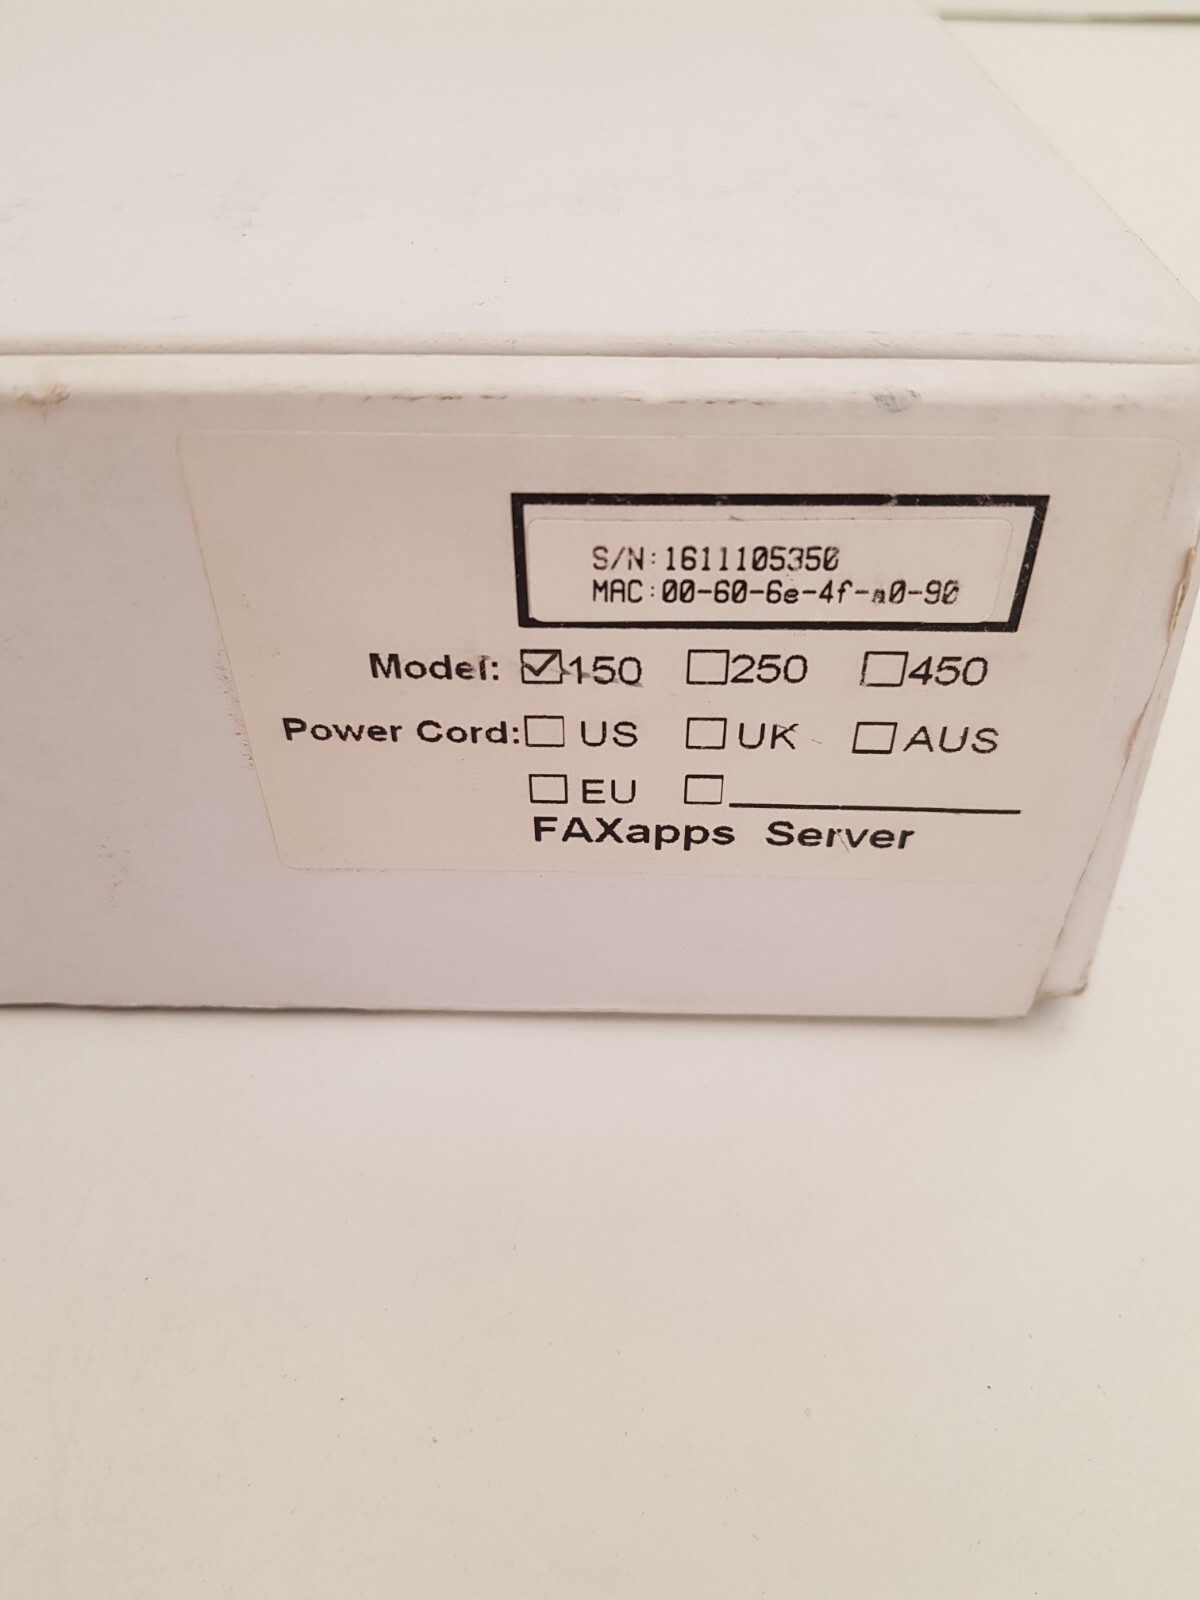 S/N:1611105350
MAC:00-60-6e-4f-a0-90
Model: ☑150 ☐250 ☐450
Power Cord: ☐ US ☐ UK ☐ AUS
☐ EU ☐ ____________
FAXapps Server